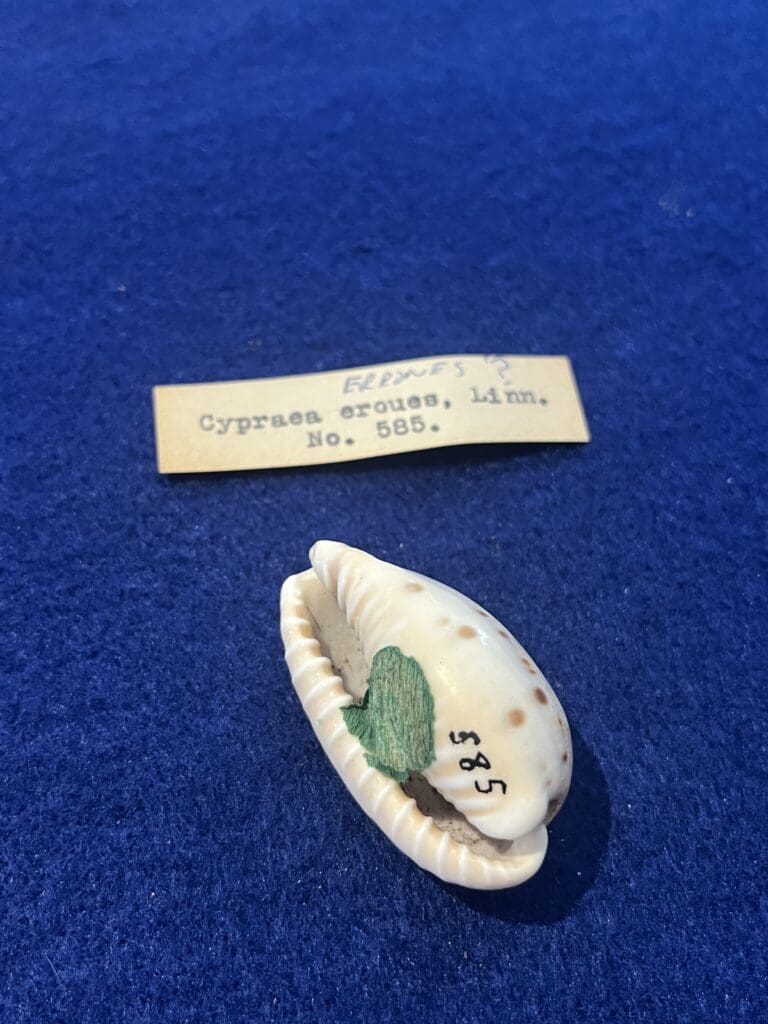 ERRONES ?
Cypraea eroues, Linn.
No. 585.
585